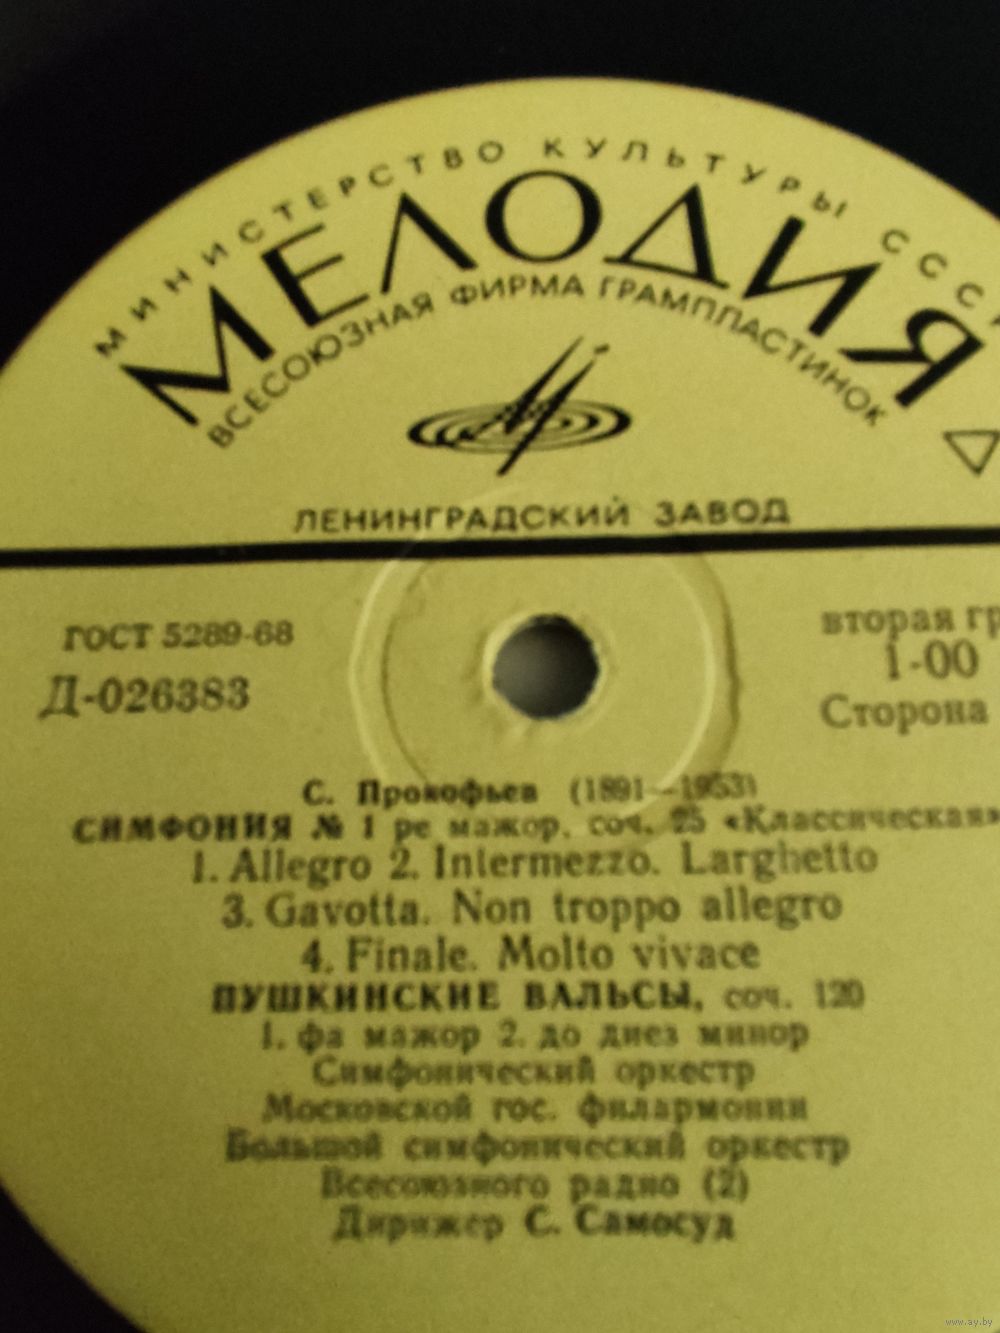 МИНИСТЕРСТВО КУЛЬТУРЫ СССР
МЕЛОДИЯ
ВСЕСОЮЗНАЯ ФИРМА ГРАМПЛАСТИНОК
ЛЕНИНГРАДСКИЙ ЗАВОД
ГОСТ 5289-68
Д-026383
вторая гр
1-00
Сторона
С. Прокофьев (1891—1953)
СИМФОНИЯ № 1 ре мажор, соч. 25 «Классическая»
1. Allegro 2. Intermezzo. Larghetto
3. Gavotta. Non troppo allegro
4. Finale. Molto vivace
ПУШКИНСКИЕ ВАЛЬСЫ, соч. 120
1. фа мажор 2. до диез минор
Симфонический оркестр
Московской гос. филармонии
Большой симфонический оркестр
Всесоюзного радио (2)
Дирижер С. Самосуд
www.ay.by